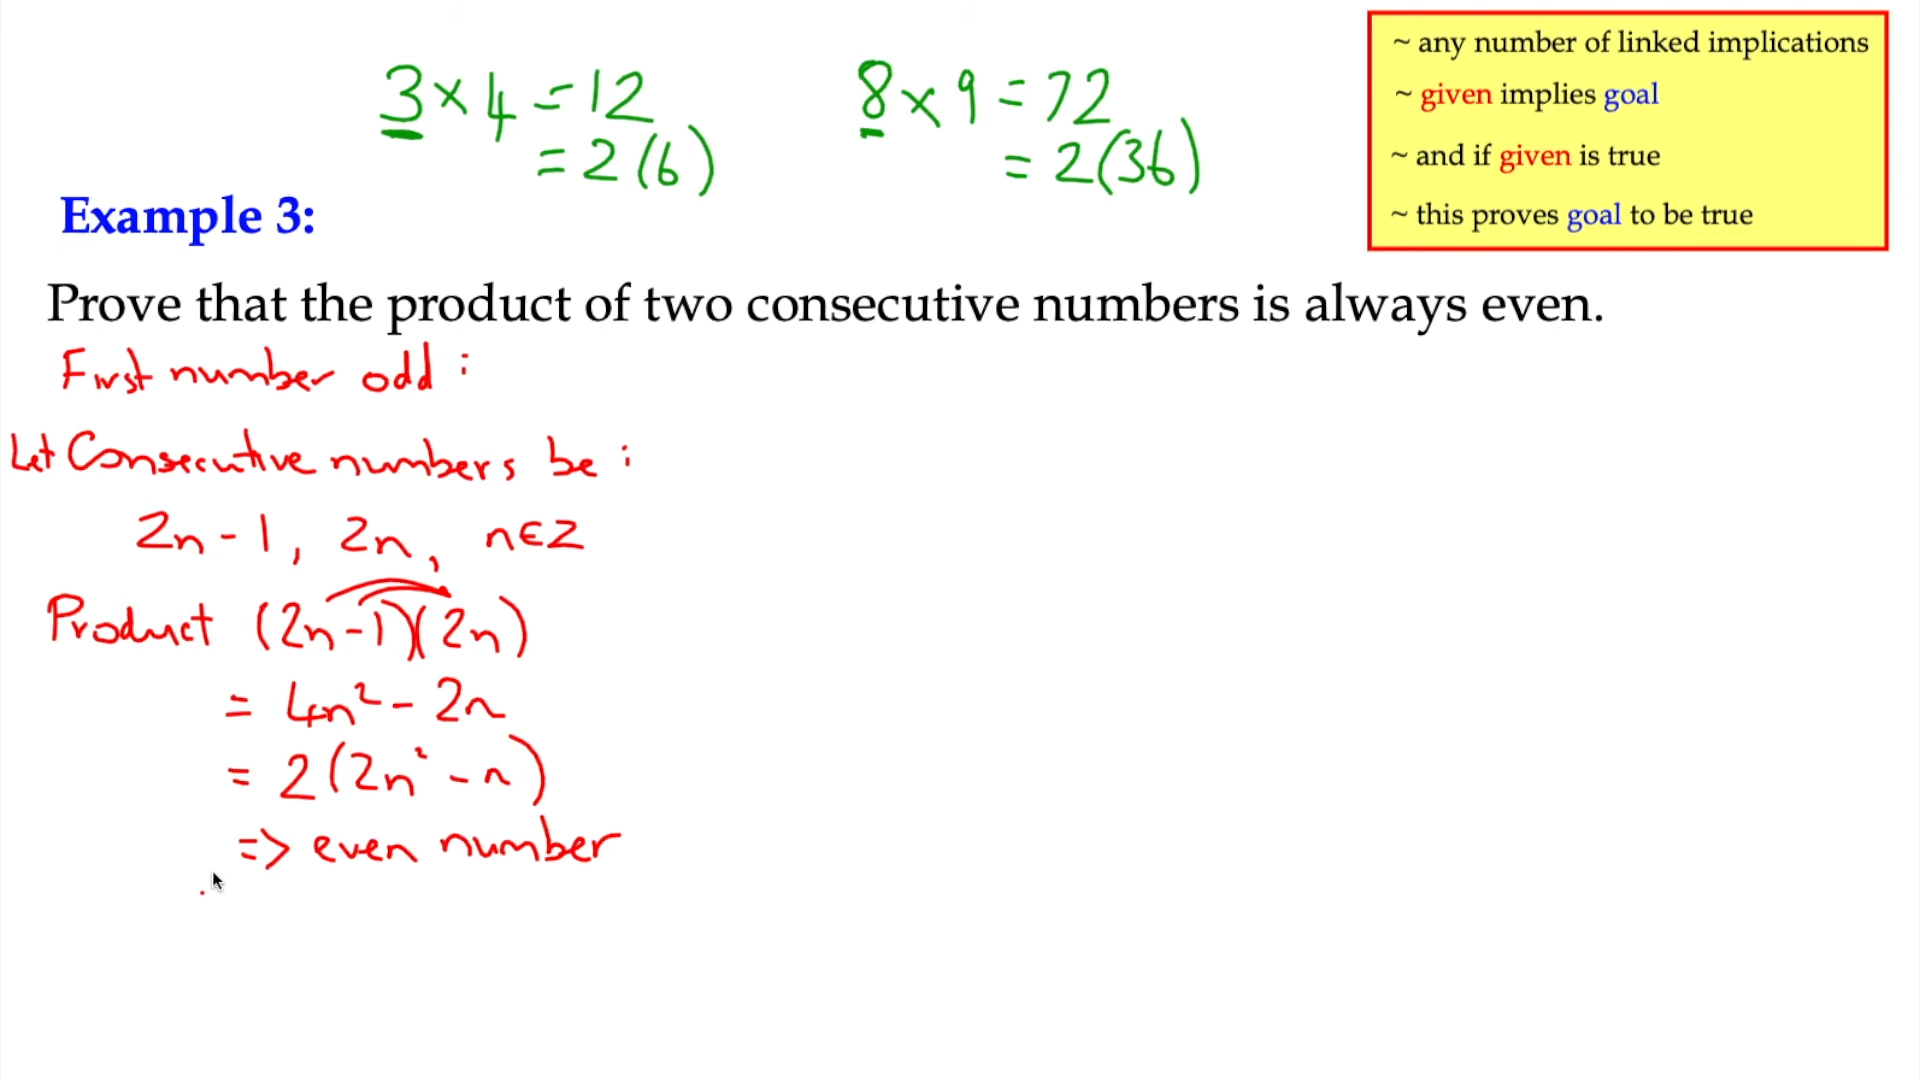 3 × 4 = 12
= 2(6)
8 × 9 = 72
= 2(36)
~ any number of linked implications
~ given implies goal
~ and if given is true
~ this proves goal to be true
Example 3:
Prove that the product of two consecutive numbers is always even.
First number odd :
Let Consecutive numbers be :
2n - 1, 2n, n∈Z
Product (2n - 1)(2n)
= 4n² - 2n
= 2(2n² - n)
=> even number